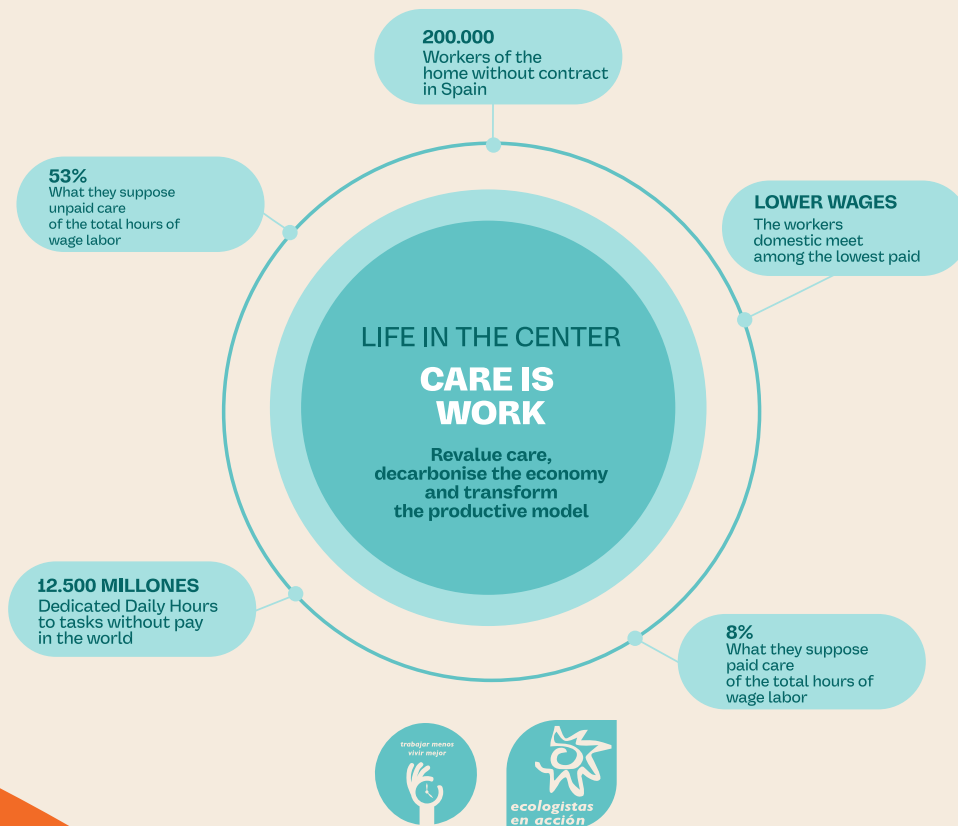 200.000
Workers of the
home without contract
in Spain
53%
What they suppose
unpaid care
of the total hours of
wage labor
LOWER WAGES
The workers
domestic meet
among the lowest paid
LIFE IN THE CENTER
CARE IS
WORK
Revalue care,
decarbonise the economy
and transform
the productive model
12.500 MILLONES
Dedicated Daily Hours
to tasks without pay
in the world
8%
What they suppose
paid care
of the total hours of
wage labor
trabajar menos
vivir mejor
ecologistas
en acción